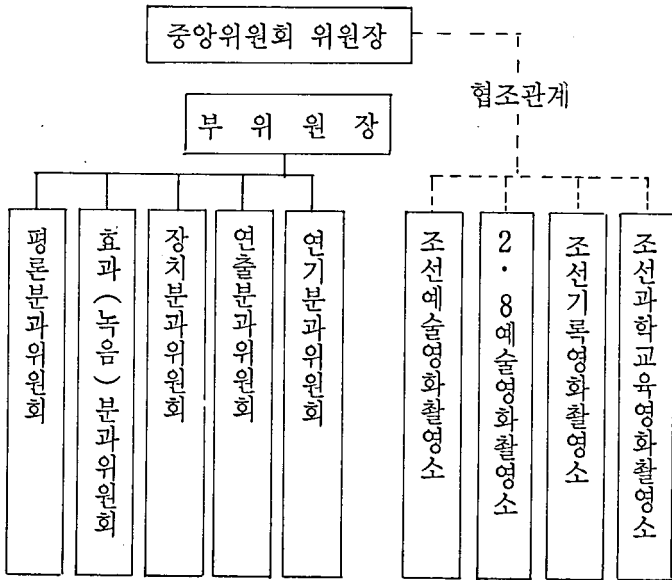 중앙위원회 위원장
협조관계
부 위 원 장
평론분과위원회
효과(녹음)분과위원회
장치분과위원회
연출분과위원회
연기분과위원회
조선예술영화촬영소
2·8예술영화촬영소
조선기록영화촬영소
조선과학교육영화촬영소